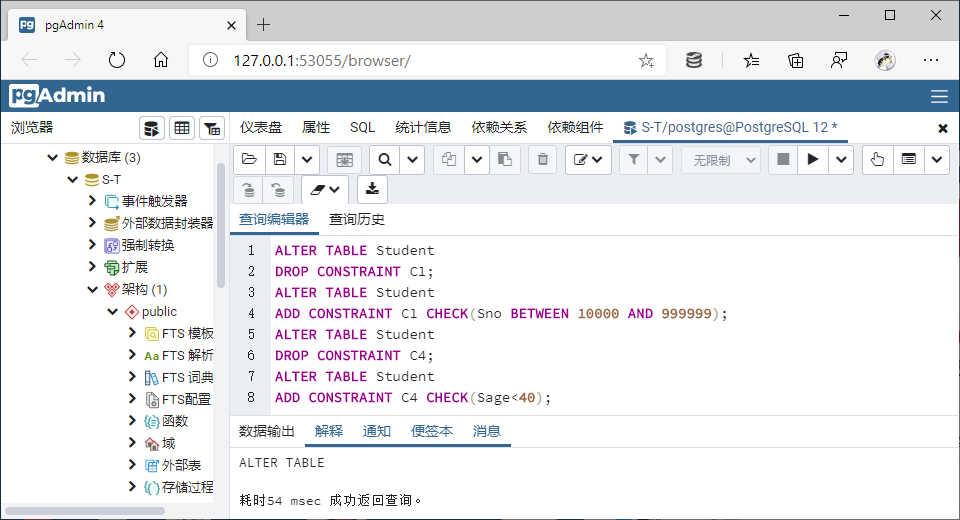 pgAdmin 4
127.0.0.1:53055/browser/
pgAdmin
浏览器
仪表盘 属性 SQL 统计信息 依赖关系 依赖组件 S-T/postgres@PostgreSQL 12 *
数据库 (3)
S-T
事件触发器
外部数据封装器
强制转换
扩展
架构 (1)
public
FTS 模板
FTS 解析
FTS 词典
FTS配置
函数
域
外部表
存储过程
无限制
查询编辑器 查询历史
1 ALTER TABLE Student
2 DROP CONSTRAINT C1;
3 ALTER TABLE Student
4 ADD CONSTRAINT C1 CHECK(Sno BETWEEN 10000 AND 999999);
5 ALTER TABLE Student
6 DROP CONSTRAINT C4;
7 ALTER TABLE Student
8 ADD CONSTRAINT C4 CHECK(Sage<40);
数据输出 解释 通知 便签本 消息
ALTER TABLE
耗时54 msec 成功返回查询。